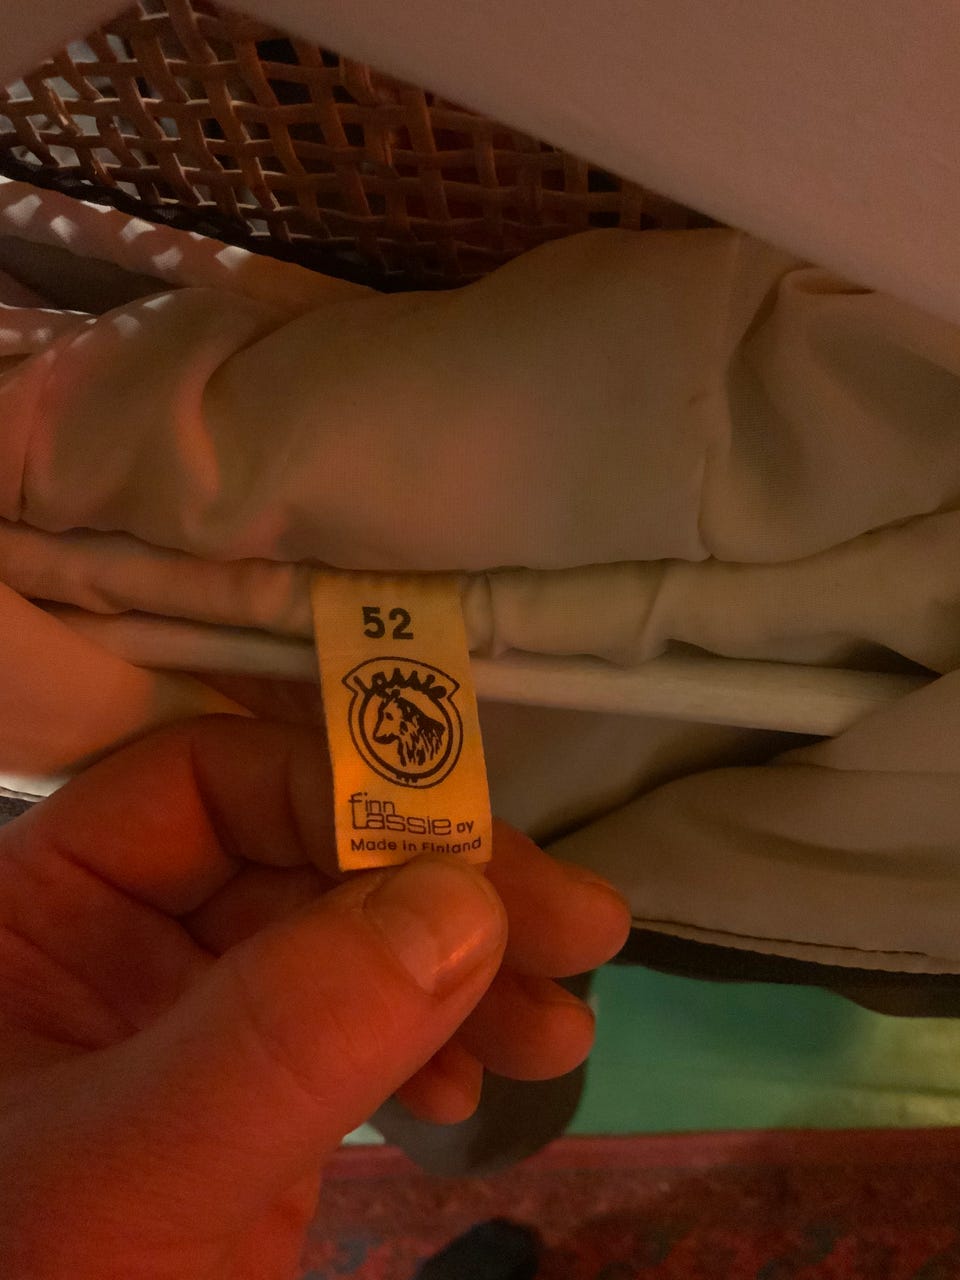 52
Lassie
Finn
Lassie oy
Made in Finland